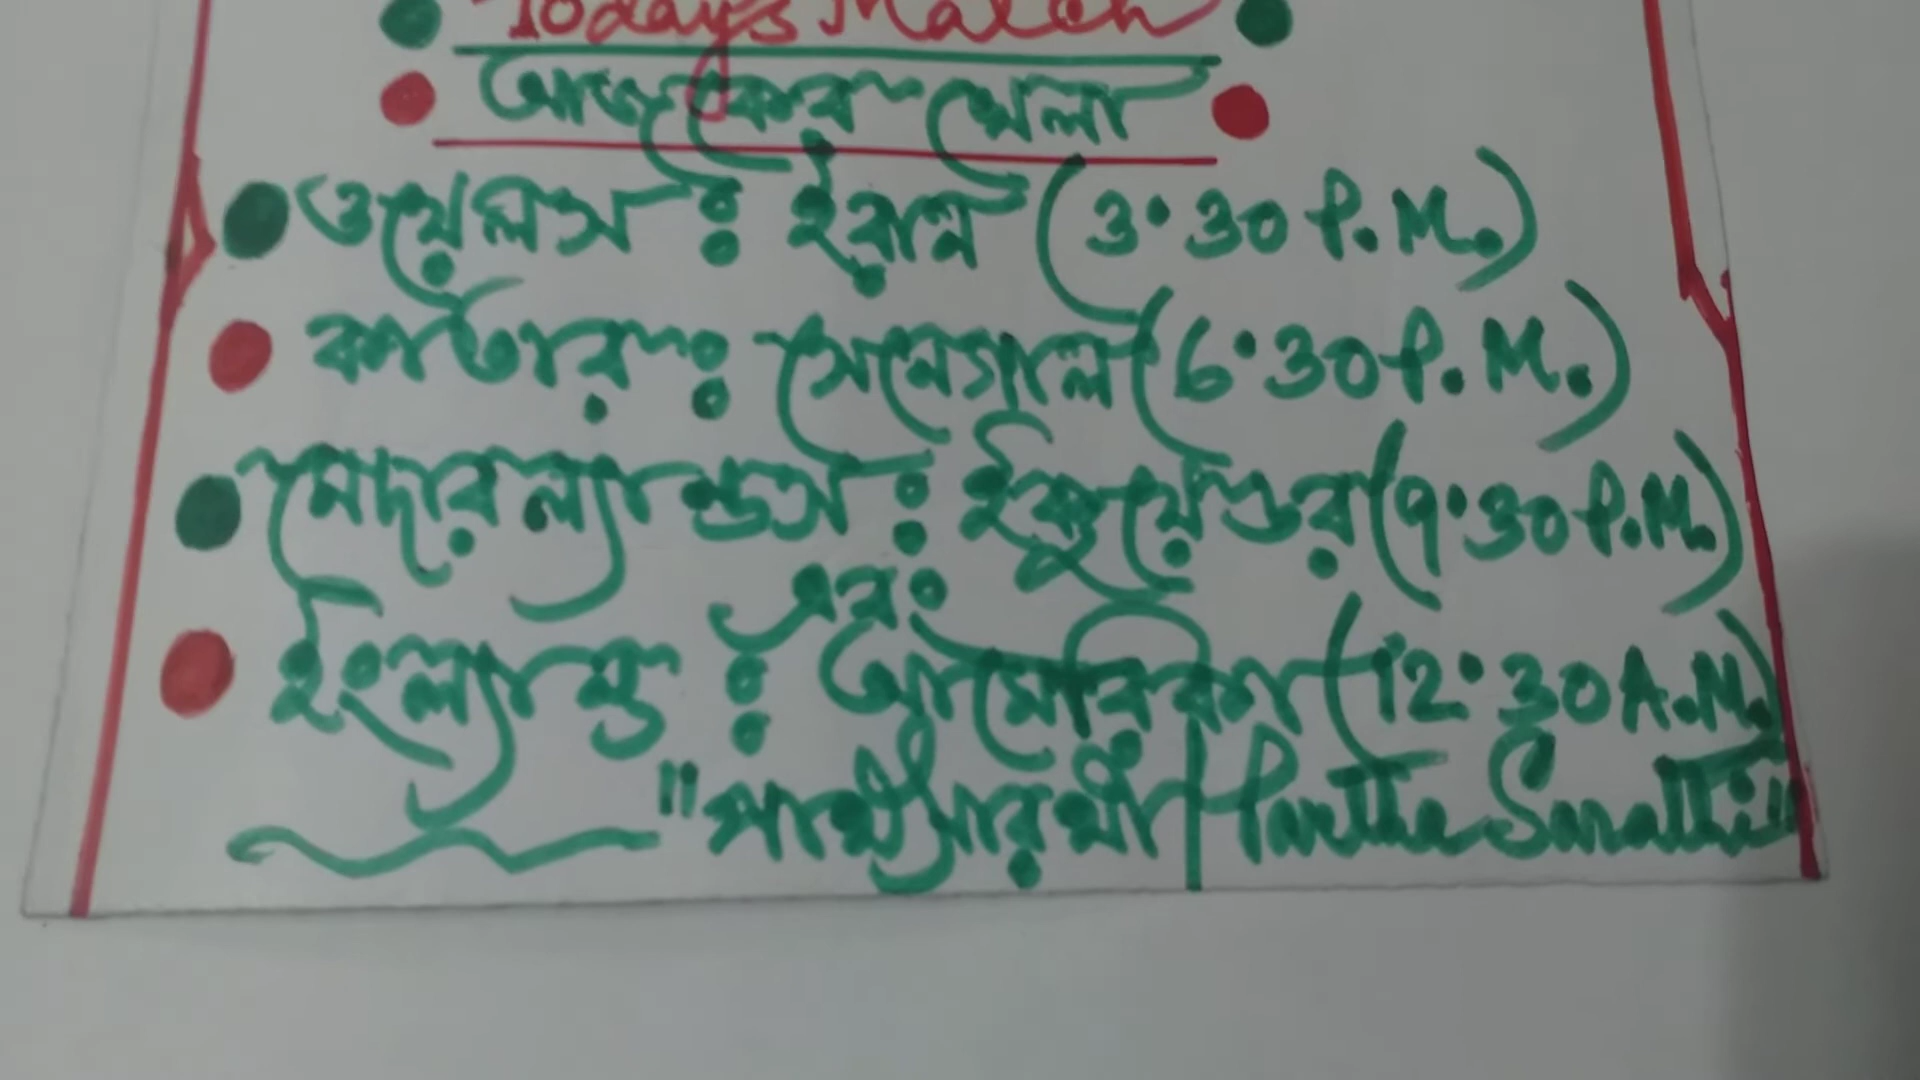 Today's Match
আজকের খেলা
ওয়েলস : ইরান (3.30 P.M.)
কাতার : সেনেগাল (6.30 P.M.)
নেদারল্যান্ডস : ইকুয়েডর (9.30 P.M.)
এবং
ইংল্যান্ড : আমেরিকা (12.30 A.M.)
"পার্থসারথী | Partha Sarathi"